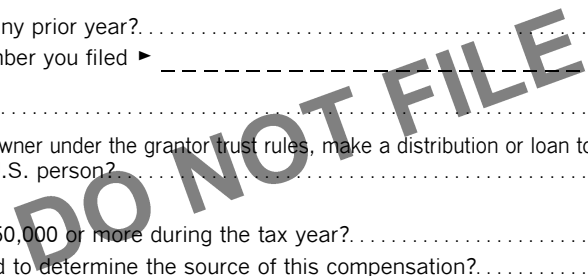 ny prior year?
nber you filed ►
wner under the grantor trust rules, make a distribution or loan to
.S. person?
50,000 or more during the tax year?
d to determine the source of this compensation?
DO NOT FILE